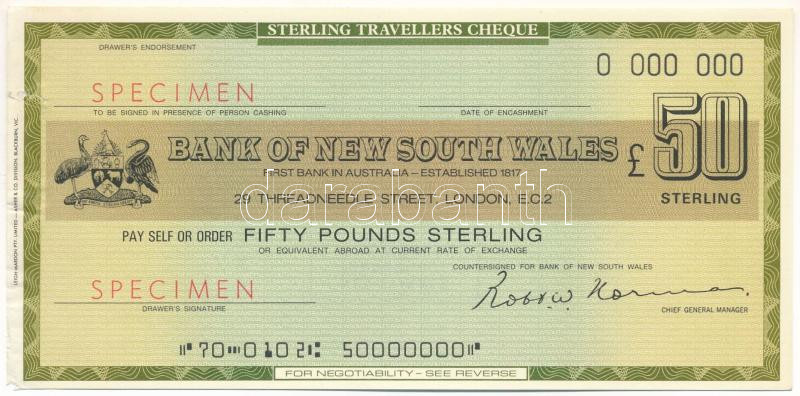 STERLING TRAVELLERS CHEQUE
DRAWER'S ENDORSEMENT
0 000 000
SPECIMEN
TO BE SIGNED IN PRESENCE OF PERSON CASHING
DATE OF ENCASHMENT
BANK OF NEW SOUTH WALES
£50
FIRST BANK IN AUSTRALIA — ESTABLISHED 1817
29 THREADNEEDLE STREET, LONDON, E.C.2
STERLING
darabanth
PAY SELF OR ORDER FIFTY POUNDS STERLING
OR EQUIVALENT ABROAD AT CURRENT RATE OF EXCHANGE
COUNTERSIGNED FOR BANK OF NEW SOUTH WALES
SPECIMEN
DRAWER'S SIGNATURE
CHIEF GENERAL MANAGER
⑈70⑉0102⑆ 50000000⑈
FOR NEGOTIABILITY — SEE REVERSE